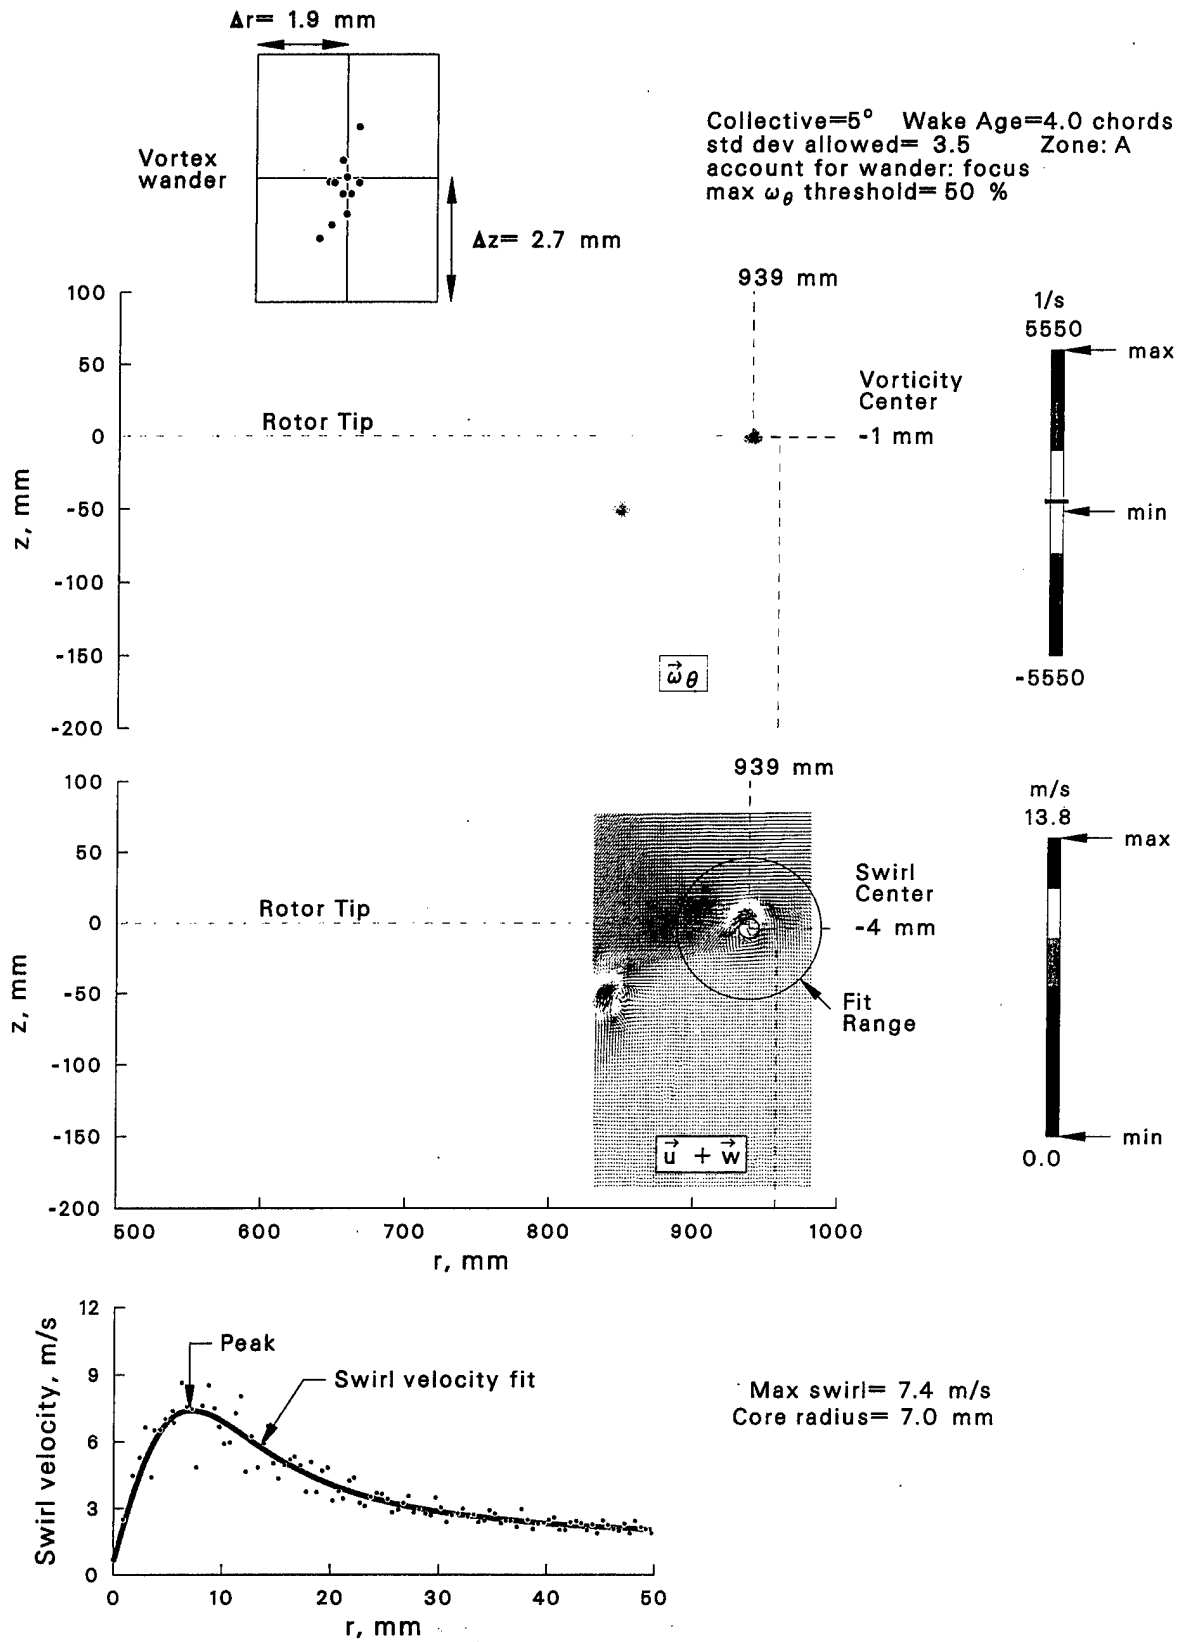 Δr= 1.9 mm
Vortex
wander
Δz= 2.7 mm
Collective=5° Wake Age=4.0 chords
std dev allowed= 3.5 Zone: A
account for wander: focus
max ωθ threshold= 50 %
939 mm
100
50
0
-50
-100
-150
-200
z, mm
Rotor Tip
Vorticity
Center
-1 mm
ω⃗θ
1/s
5550
max
min
-5550
939 mm
100
50
0
-50
-100
-150
-200
z, mm
Rotor Tip
Swirl
Center
-4 mm
Fit
Range
u⃗ + w⃗
m/s
13.8
max
min
0.0
500 600 700 800 900 1000
r, mm
12
9
6
3
0
Swirl velocity, m/s
Peak
Swirl velocity fit
Max swirl= 7.4 m/s
Core radius= 7.0 mm
0 10 20 30 40 50
r, mm